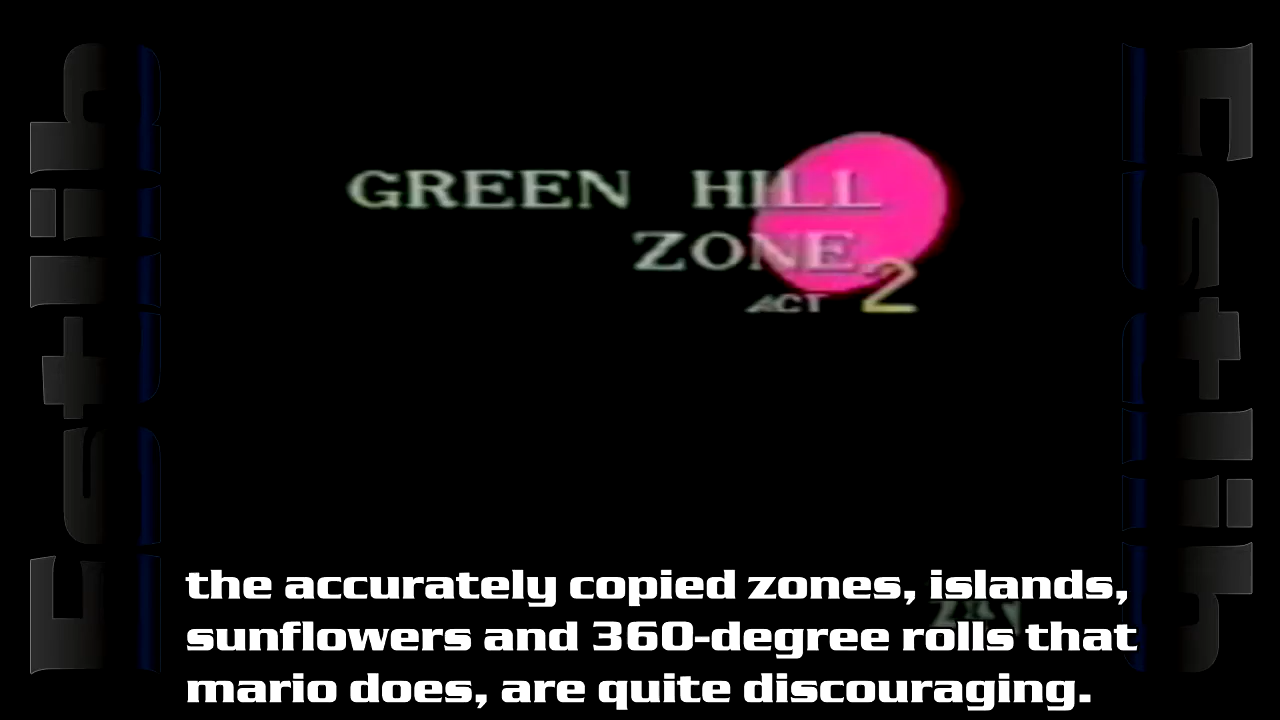 GREEN HILL
ZONE
ACT 2
the accurately copied zones, islands,
sunflowers and 360-degree rolls that
mario does, are quite discouraging.